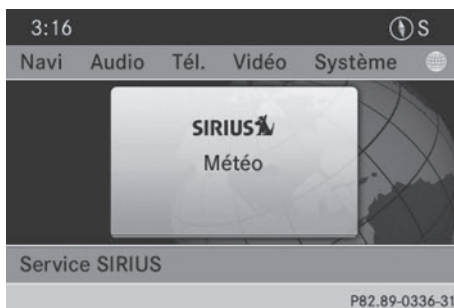 3:16 S
Navi Audio Tél. Vidéo Système
SIRIUS
Météo
Service SIRIUS
P82.89-0336-31